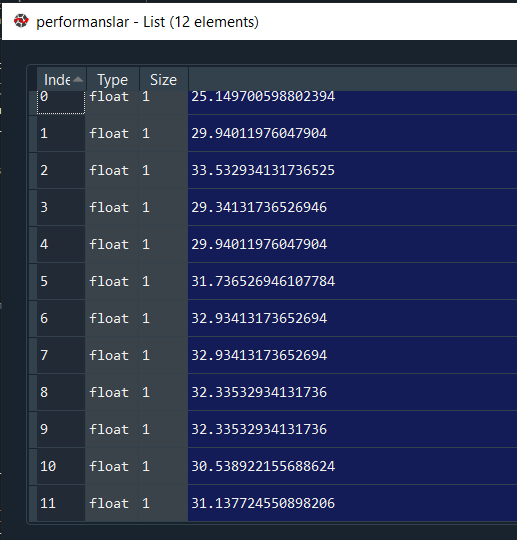 performanslar - List (12 elements)
Inde Type Size
0 float 1 25.149700598802394
1 float 1 29.94011976047904
2 float 1 33.532934131736525
3 float 1 29.34131736526946
4 float 1 29.94011976047904
5 float 1 31.736526946107784
6 float 1 32.93413173652694
7 float 1 32.93413173652694
8 float 1 32.33532934131736
9 float 1 32.33532934131736
10 float 1 30.538922155688624
11 float 1 31.137724550898206